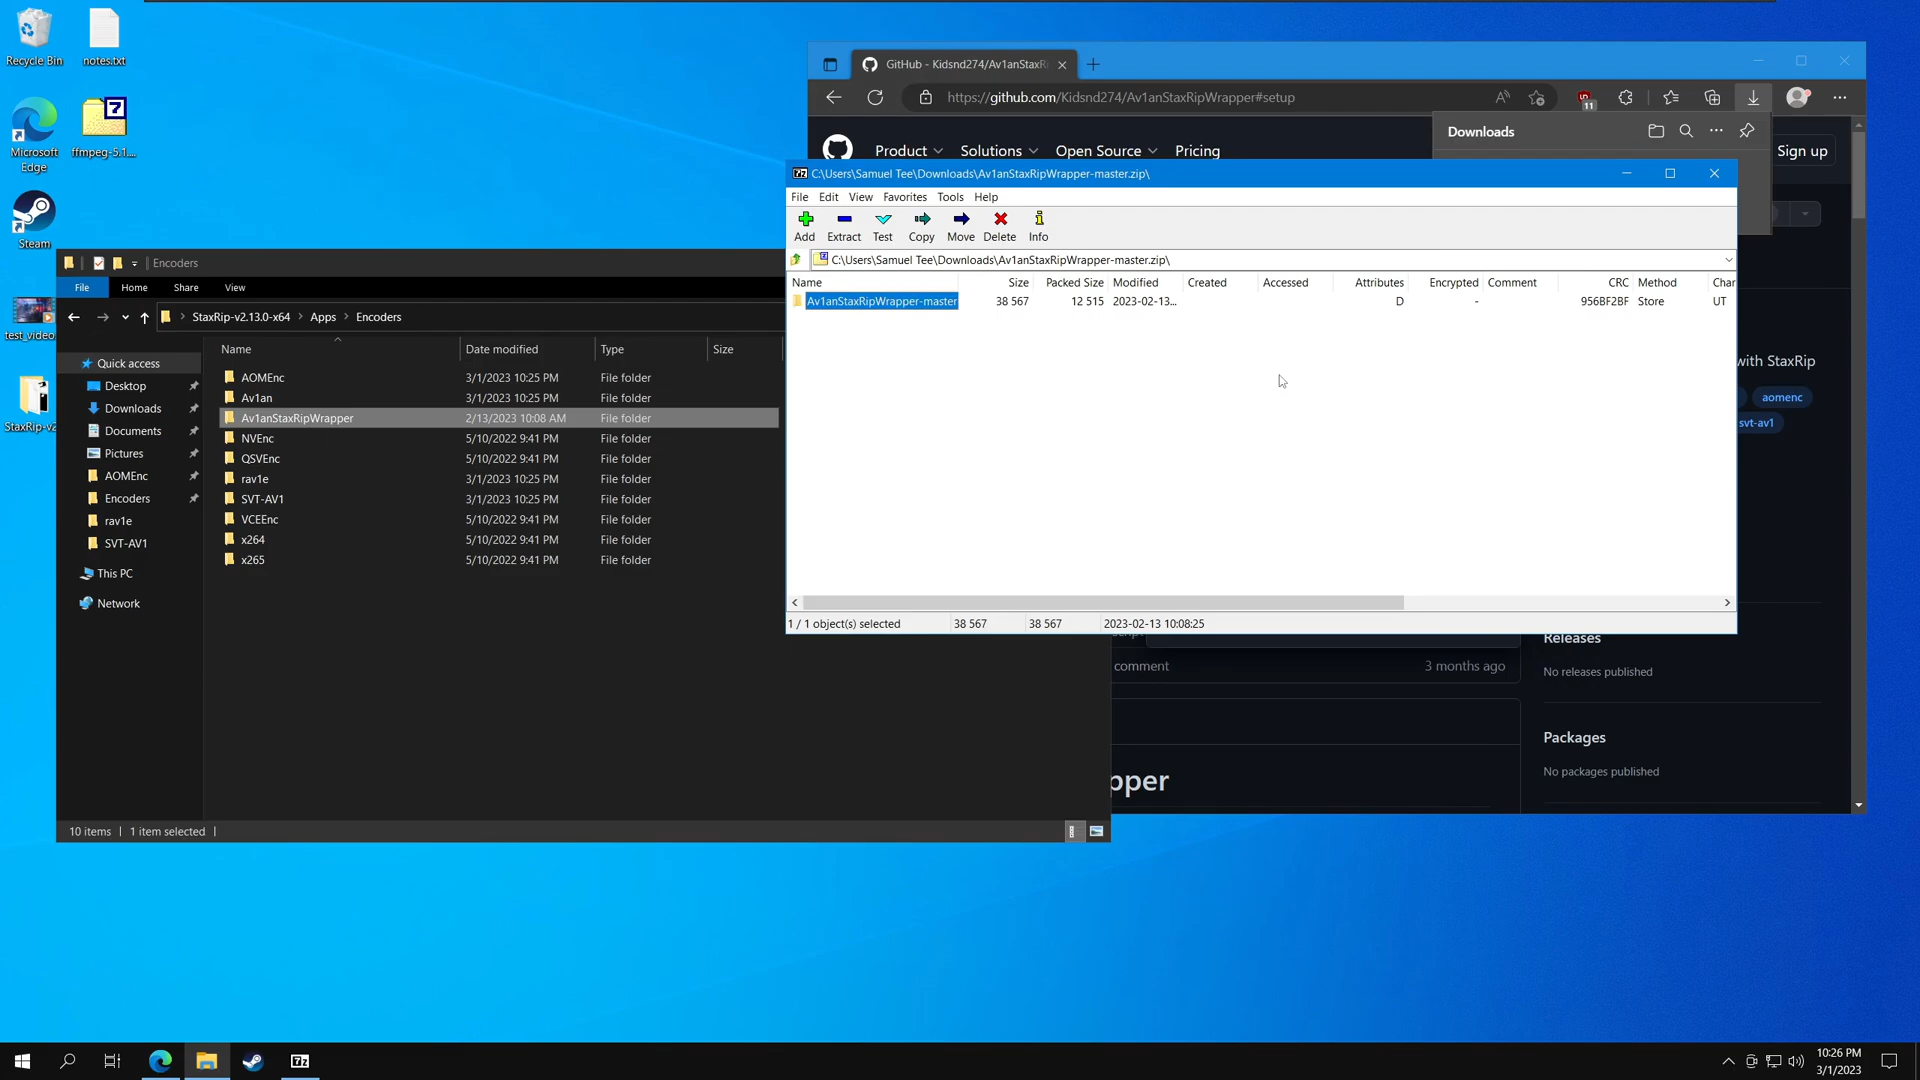 Recycle Bin
notes.txt
Microsoft
Edge
ffmpeg-5.1....
Steam
test_video
StaxRip-v2
Encoders
File Home Share View
StaxRip-v2.13.0-x64 Apps Encoders
Quick access
Desktop
Downloads
Documents
Pictures
AOMEnc
Encoders
rav1e
SVT-AV1
This PC
Network
Name Date modified Type Size
AOMEnc 3/1/2023 10:25 PM File folder
Av1an 3/1/2023 10:25 PM File folder
Av1anStaxRipWrapper 2/13/2023 10:08 AM File folder
NVEnc 5/10/2022 9:41 PM File folder
QSVEnc 5/10/2022 9:41 PM File folder
rav1e 3/1/2023 10:25 PM File folder
SVT-AV1 3/1/2023 10:25 PM File folder
VCEEnc 5/10/2022 9:41 PM File folder
x264 5/10/2022 9:41 PM File folder
x265 5/10/2022 9:41 PM File folder
10 items 1 item selected
GitHub - Kidsnd274/Av1anStaxRi
https://github.com/Kidsnd274/Av1anStaxRipWrapper#setup
11
Downloads
Product Solutions Open Source Pricing
Sign up
7z C:\Users\Samuel Tee\Downloads\Av1anStaxRipWrapper-master.zip\
File Edit View Favorites Tools Help
Add Extract Test Copy Move Delete Info
C:\Users\Samuel Tee\Downloads\Av1anStaxRipWrapper-master.zip\
Name Size Packed Size Modified Created Accessed Attributes Encrypted Comment CRC Method Char
Av1anStaxRipWrapper-master 38 567 12 515 2023-02-13... D - 956BF2BF Store UT
1 / 1 object(s) selected 38 567 38 567 2023-02-13 10:08:25
with StaxRip
aomenc
svt-av1
comment 3 months ago
Releases
No releases published
Packages
No packages published
pper
7z
10:26 PM
3/1/2023